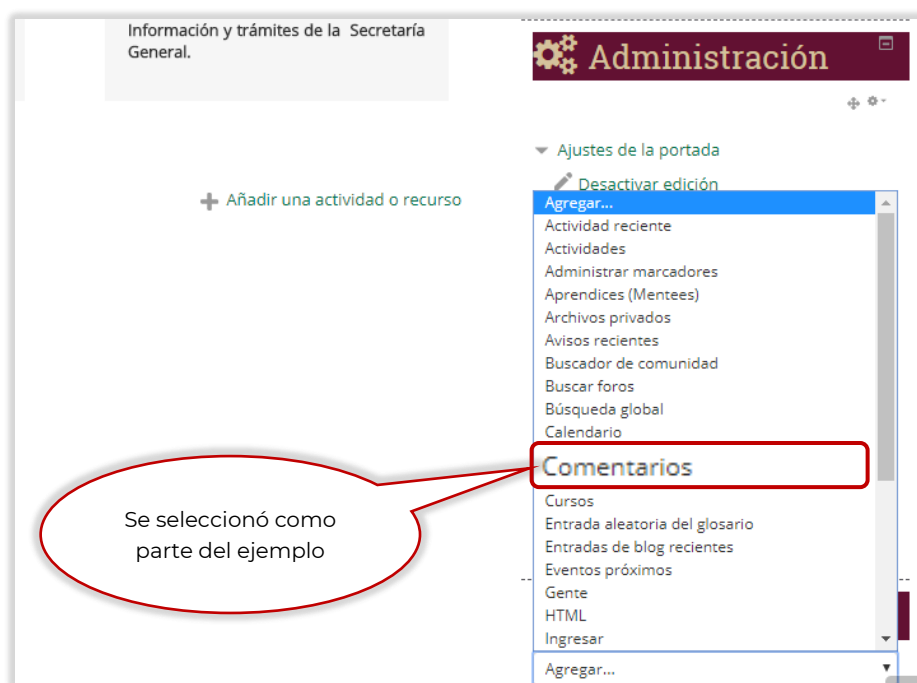 Información y trámites de la Secretaría
General.
Administración
Ajustes de la portada
Desactivar edición
Añadir una actividad o recurso
Agregar...
Actividad reciente
Actividades
Administrar marcadores
Aprendices (Mentees)
Archivos privados
Avisos recientes
Buscador de comunidad
Buscar foros
Búsqueda global
Calendario
Comentarios
Se seleccionó como
parte del ejemplo
Cursos
Entrada aleatoria del glosario
Entradas de blog recientes
Eventos próximos
Gente
HTML
Ingresar
Agregar...